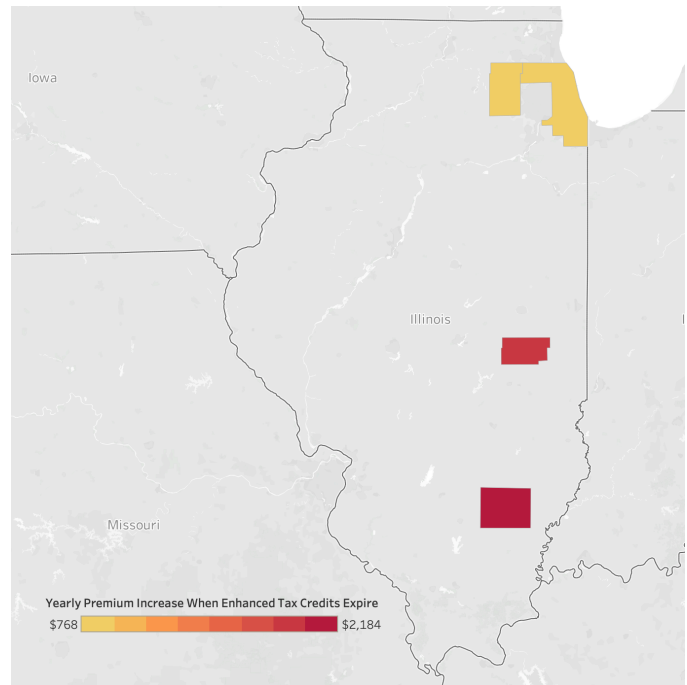 Iowa
Illinois
Missouri
Yearly Premium Increase When Enhanced Tax Credits Expire
$768 $2,184